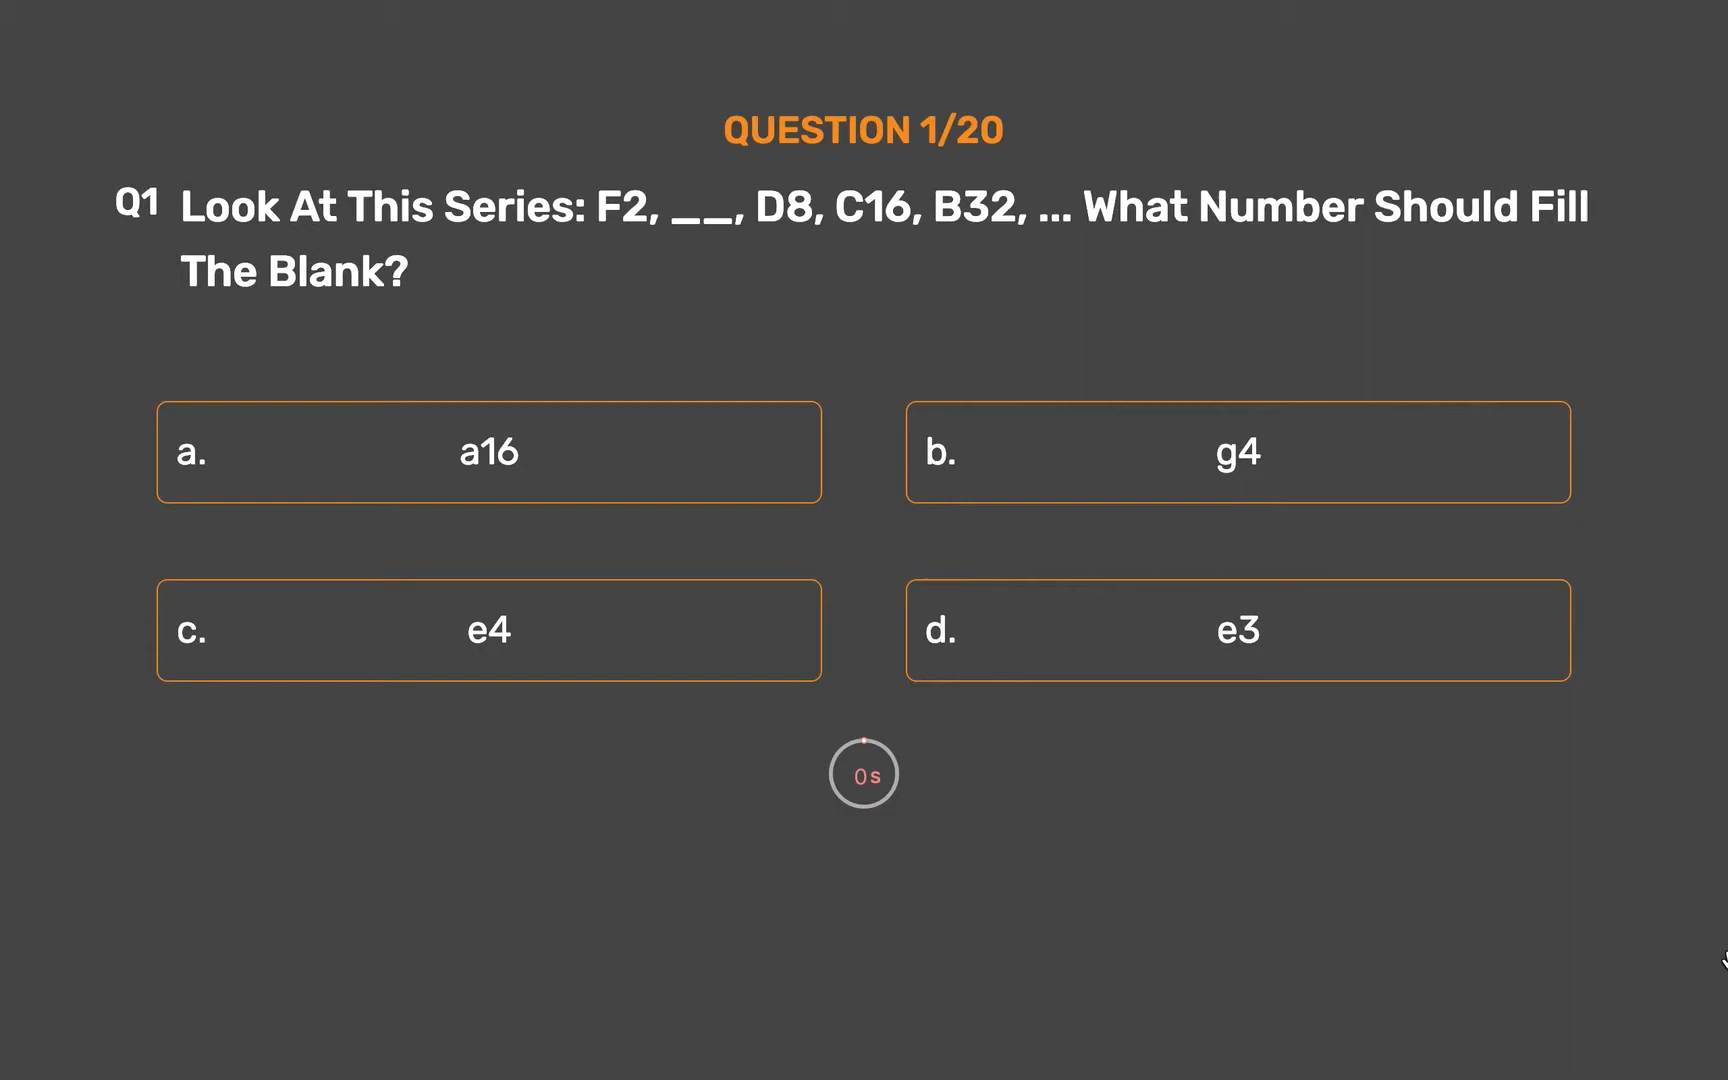 QUESTION 1/20
Q1 Look At This Series: F2, __, D8, C16, B32, ... What Number Should Fill
The Blank?
a. a16
b. g4
c. e4
d. e3
0s